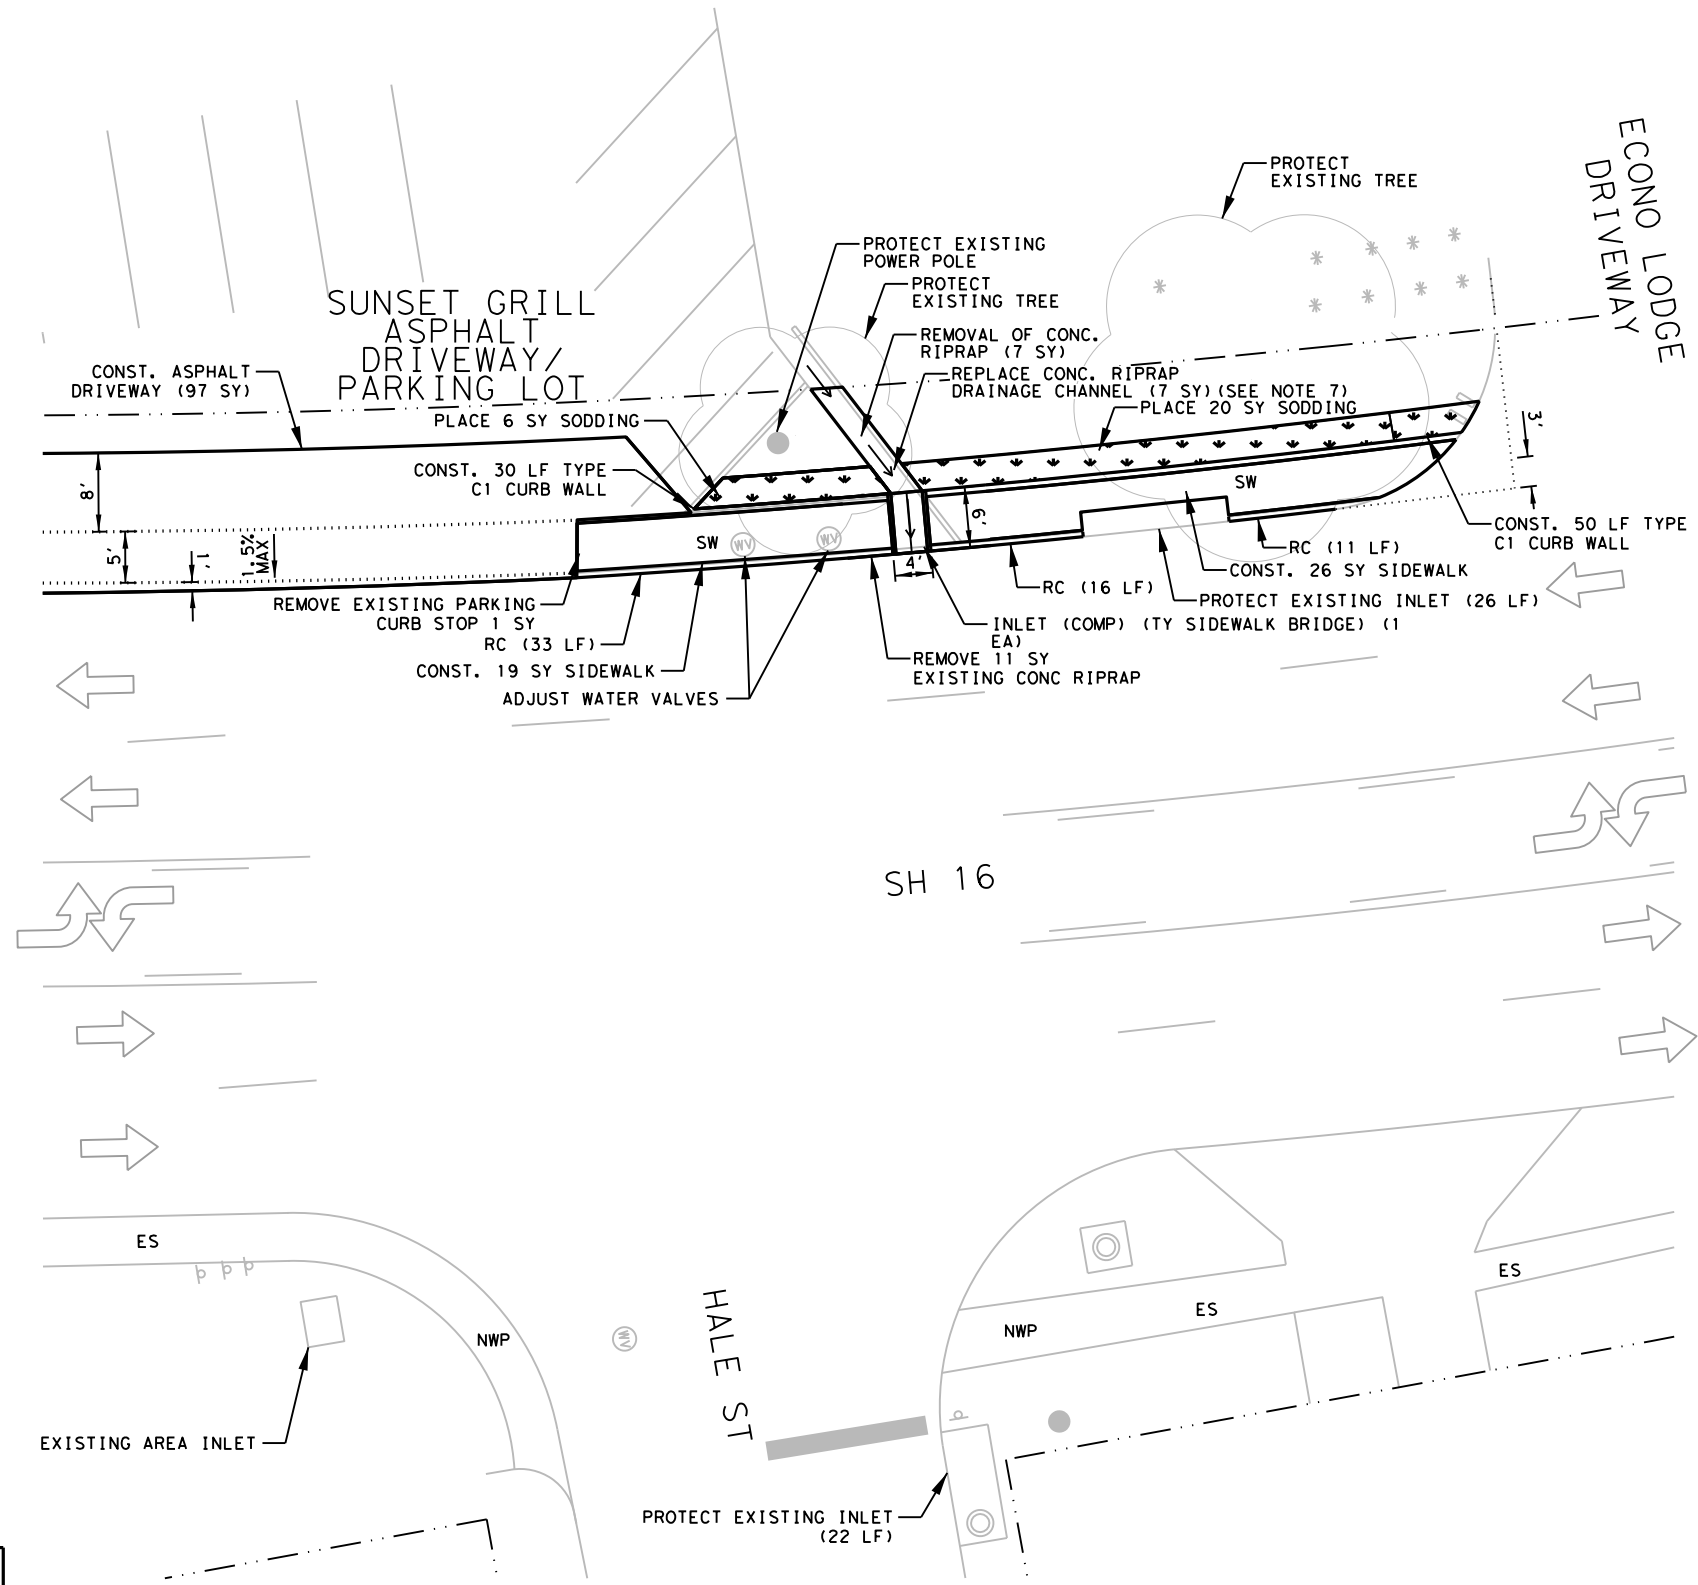 ECONO LODGE
DRIVEWAY
PROTECT
EXISTING TREE
PROTECT EXISTING
POWER POLE
PROTECT
EXISTING TREE
SUNSET GRILL
ASPHALT
DRIVEWAY/
PARKING LOT
REMOVAL OF CONC.
RIPRAP (7 SY)
CONST. ASPHALT
DRIVEWAY (97 SY)
REPLACE CONC. RIPRAP
DRAINAGE CHANNEL (7 SY)(SEE NOTE 7)
PLACE 20 SY SODDING
PLACE 6 SY SODDING
3'
CONST. 30 LF TYPE
C1 CURB WALL
8'
SW
6'
CONST. 50 LF TYPE
C1 CURB WALL
5'
1'
1.5%
MAX
SW
WV
WV
4'
RC (11 LF)
CONST. 26 SY SIDEWALK
RC (16 LF)
PROTECT EXISTING INLET (26 LF)
REMOVE EXISTING PARKING
CURB STOP 1 SY
INLET (COMP) (TY SIDEWALK BRIDGE) (1
EA)
RC (33 LF)
REMOVE 11 SY
EXISTING CONC RIPRAP
CONST. 19 SY SIDEWALK
ADJUST WATER VALVES
SH 16
ES
ES
ES
NWP
NWP
WV
HALE ST
EXISTING AREA INLET
PROTECT EXISTING INLET
(22 LF)